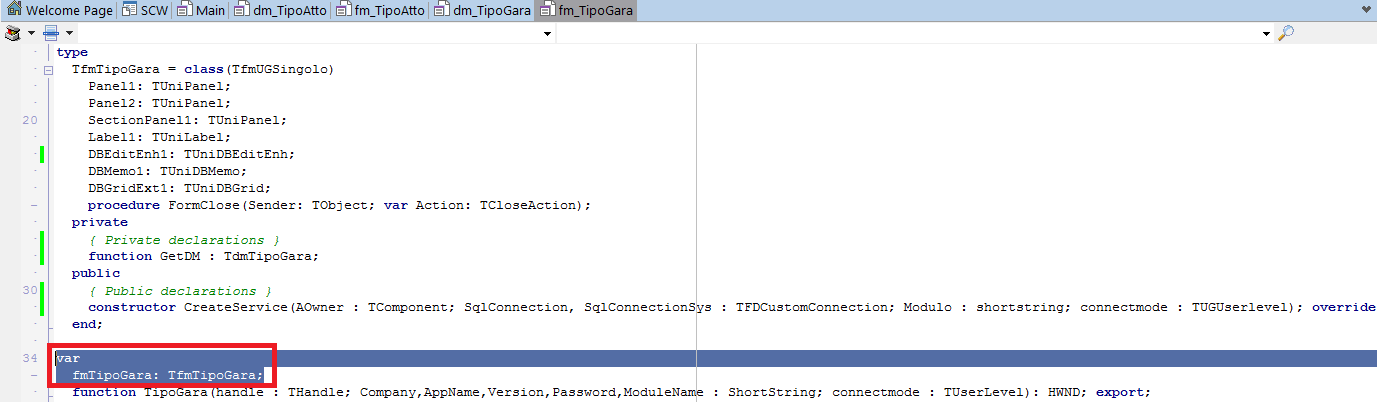 Welcome Page SCW Main dm_TipoAtto fm_TipoAtto dm_TipoGara fm_TipoGara
type
TfmTipoGara = class(TfmUGSingolo)
Panel1: TUniPanel;
Panel2: TUniPanel;
20 SectionPanel1: TUniPanel;
Label1: TUniLabel;
DBEditEnh1: TUniDBEditEnh;
DBMemo1: TUniDBMemo;
DBGridExt1: TUniDBGrid;
procedure FormClose(Sender: TObject; var Action: TCloseAction);
private
{ Private declarations }
function GetDM : TdmTipoGara;
public
30 { Public declarations }
constructor CreateService(AOwner : TComponent; SqlConnection, SqlConnectionSys : TFDCustomConnection; Modulo : shortstring; connectmode : TUGUserlevel); override
end;
34 var
fmTipoGara: TfmTipoGara;
function TipoGara(handle : THandle; Company,AppName,Version,Password,ModuleName : ShortString; connectmode : TUserLevel): HWND; export;